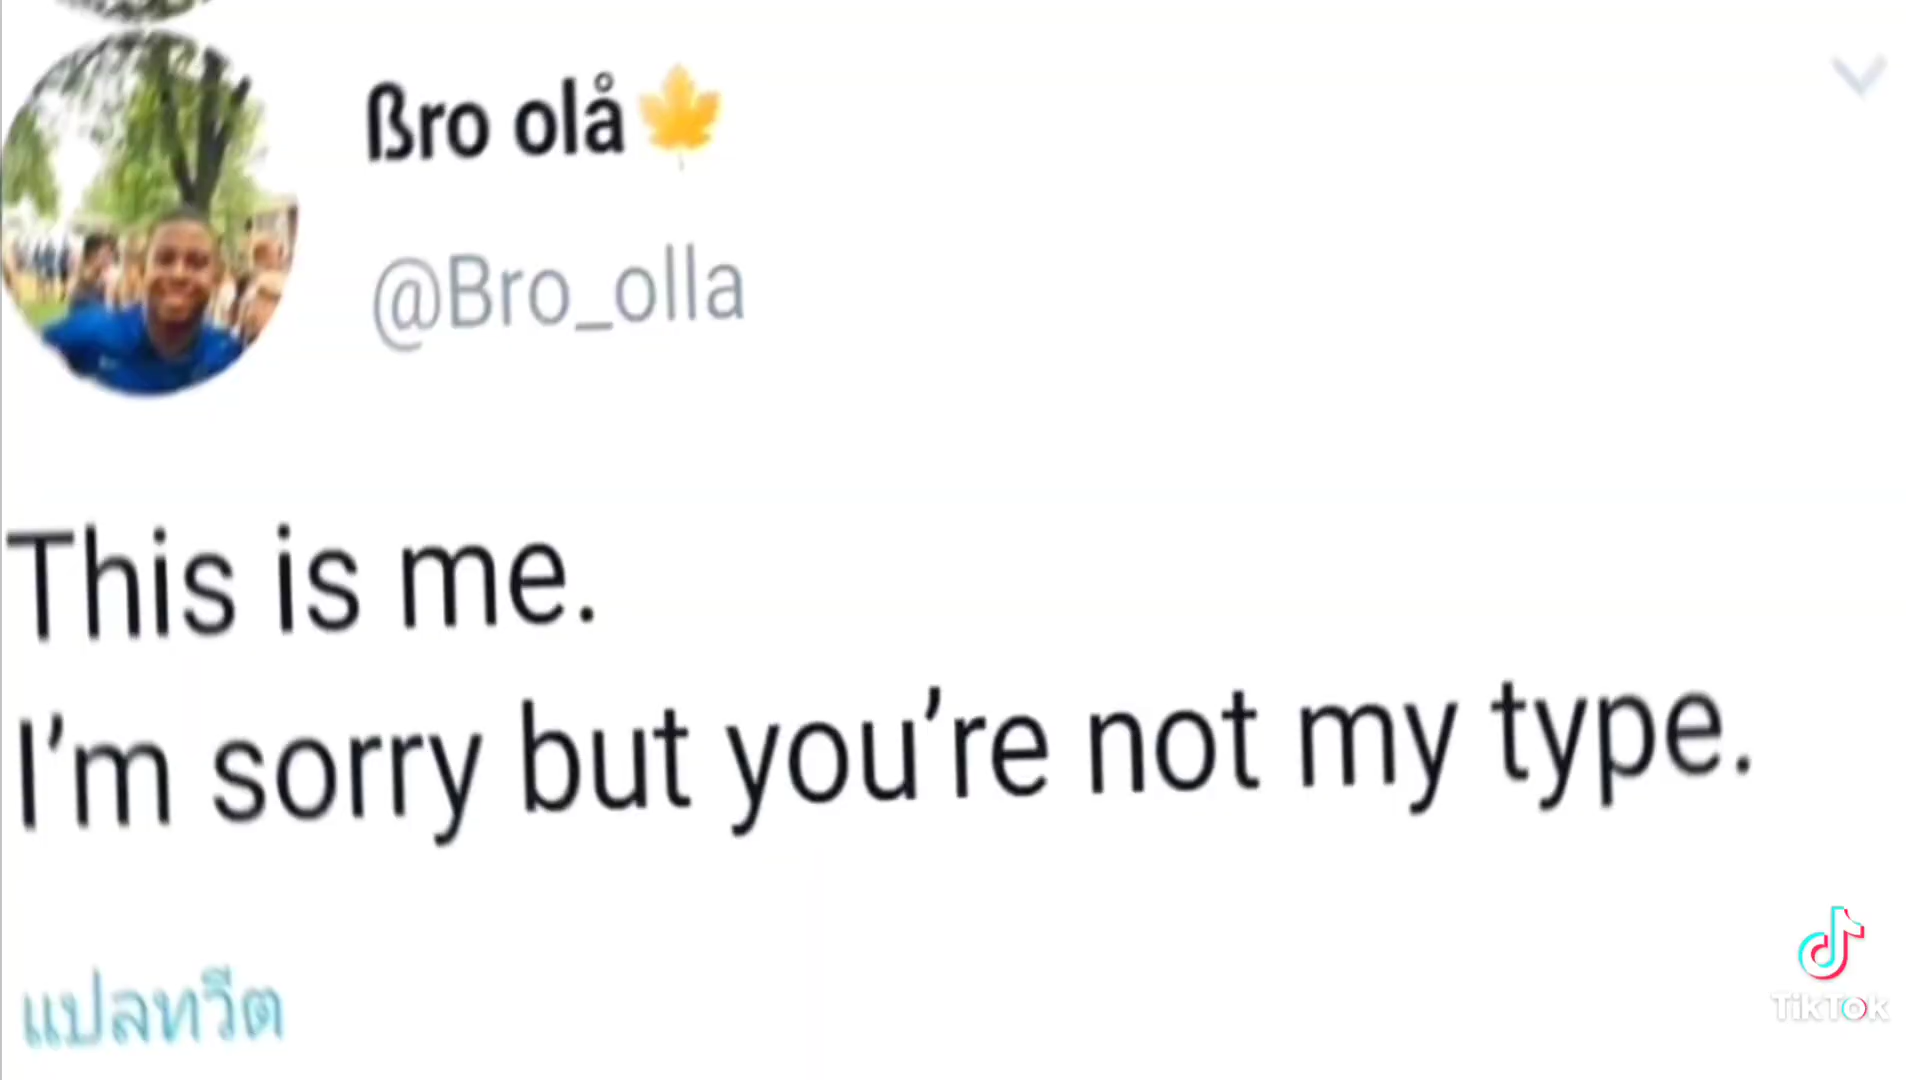 ßro olå🍁
@Bro_olla
This is me.
I’m sorry but you’re not my type.
แปลทวีต
TikTok